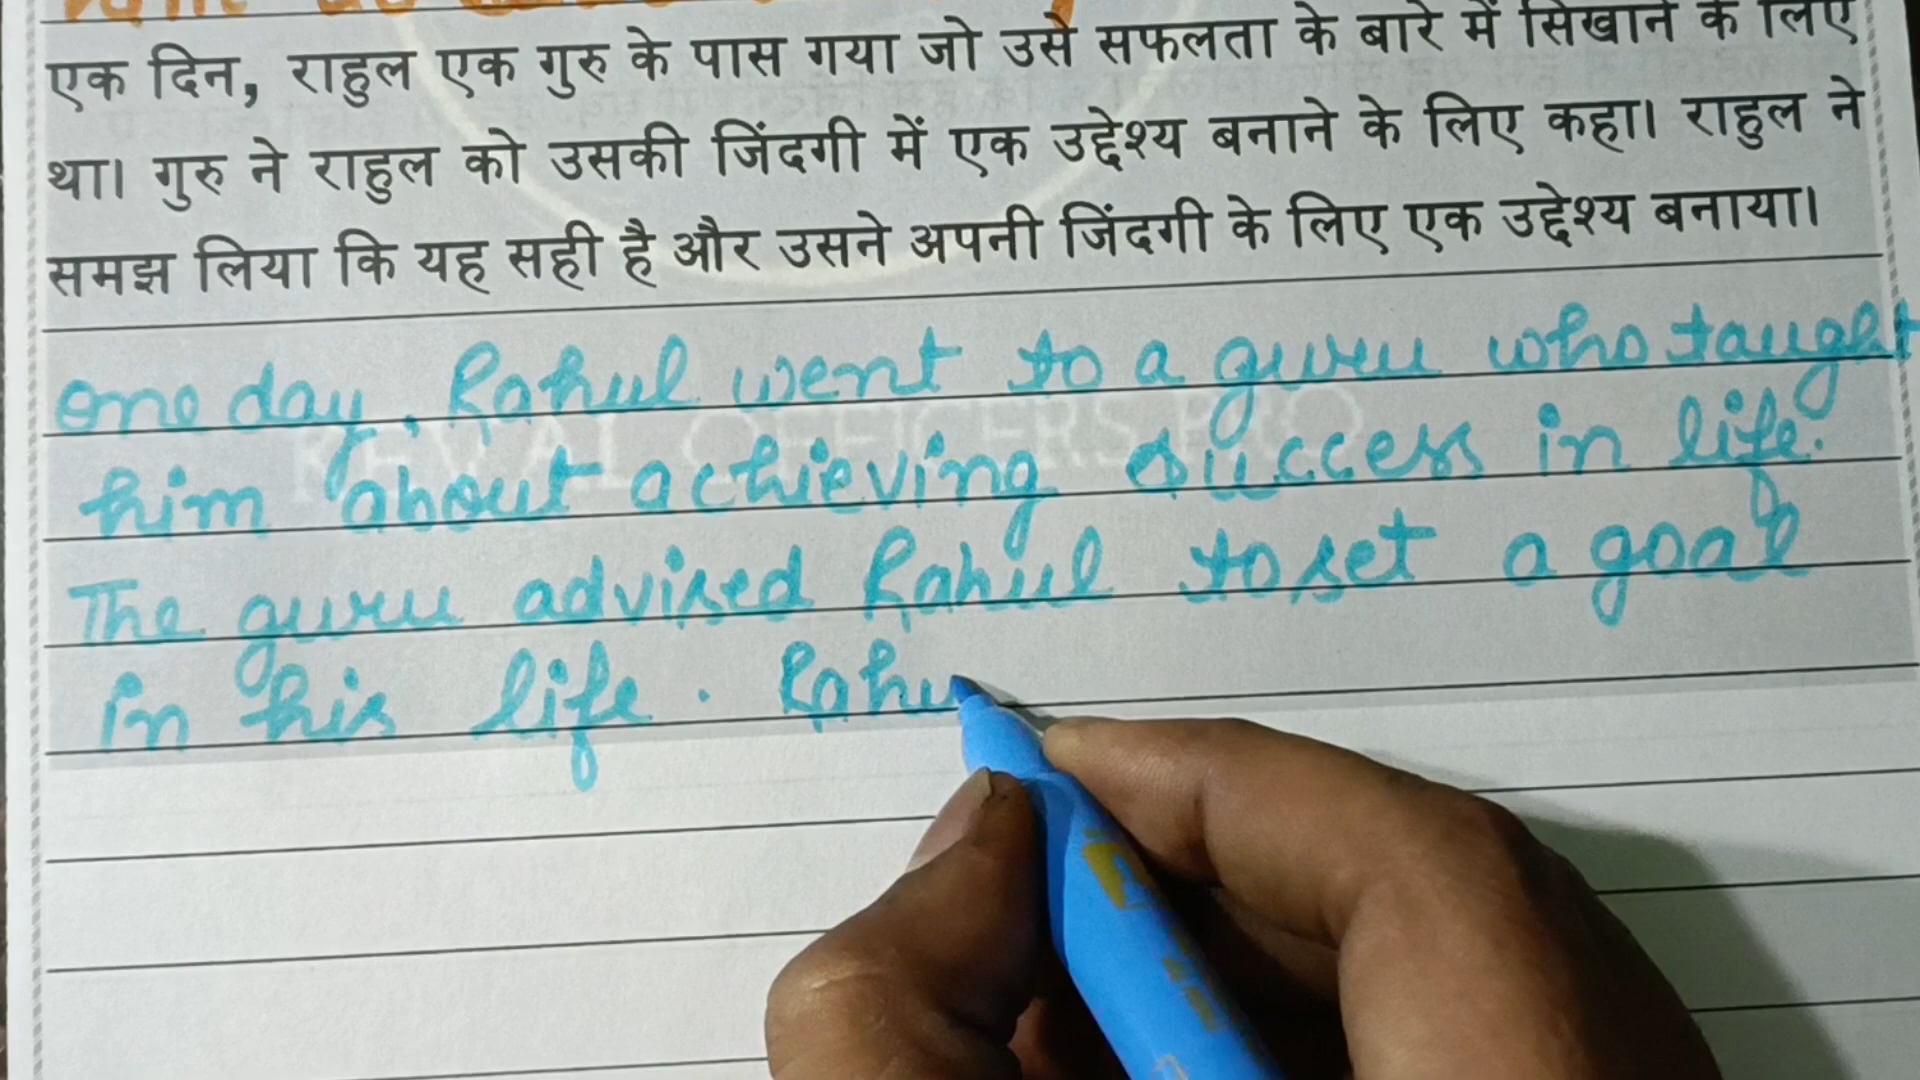 एक दिन, राहुल एक गुरु के पास गया जो उसे सफलता के बारे में सिखाने के लिए
था। गुरु ने राहुल को उसकी जिंदगी में एक उद्देश्य बनाने के लिए कहा। राहुल ने
समझ लिया कि यह सही है और उसने अपनी जिंदगी के लिए एक उद्देश्य बनाया।
one day, Rahul went to a guru who taught
him about achieving success in life.
The guru advised Rahul to set a goal
in his life. Rahu